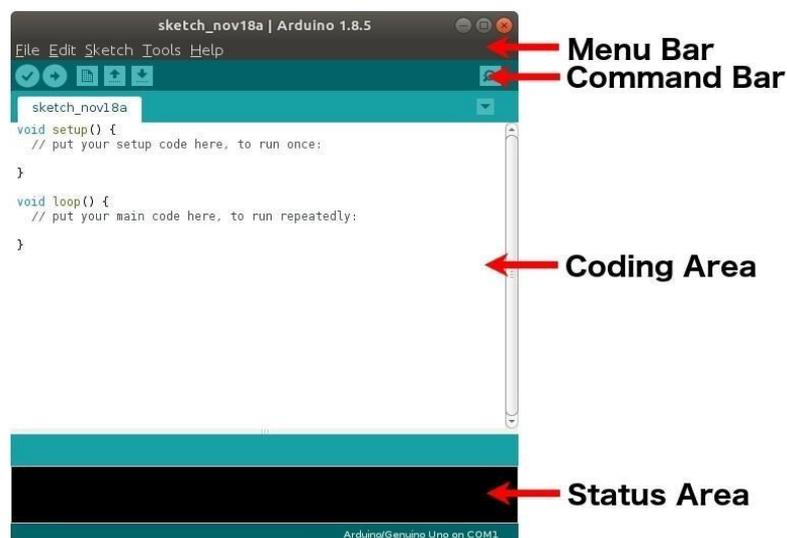 sketch_nov18a | Arduino 1.8.5
File Edit Sketch Tools Help
Menu Bar
Command Bar
sketch_nov18a
void setup() {
  // put your setup code here, to run once:
}
void loop() {
  // put your main code here, to run repeatedly:
}
Coding Area
Status Area
Arduino/Genuino Uno on COM1